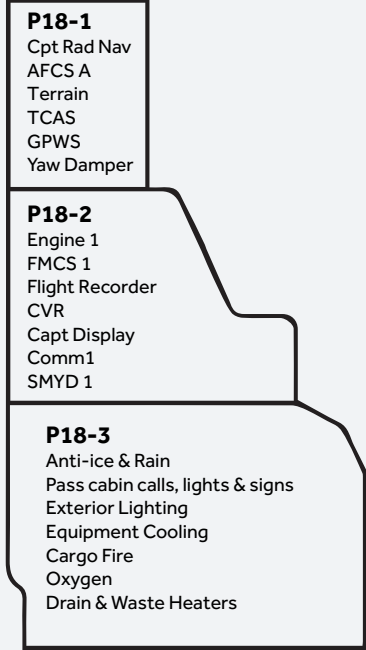 P18-1
Cpt Rad Nav
AFCS A
Terrain
TCAS
GPWS
Yaw Damper
P18-2
Engine 1
FMCS 1
Flight Recorder
CVR
Capt Display
Comm1
SMYD 1
P18-3
Anti-ice & Rain
Pass cabin calls, lights & signs
Exterior Lighting
Equipment Cooling
Cargo Fire
Oxygen
Drain & Waste Heaters